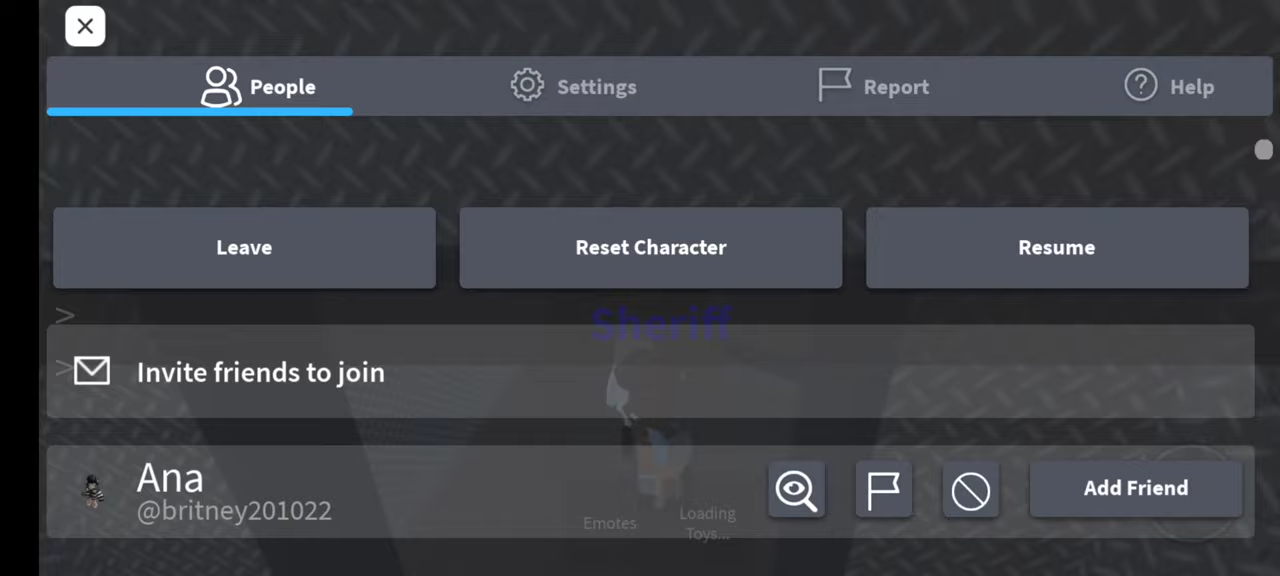 People Settings Report Help
Leave Reset Character Resume
Sheriff
Invite friends to join
Ana
@britney201022
Add Friend
Emotes
Loading
Toys...